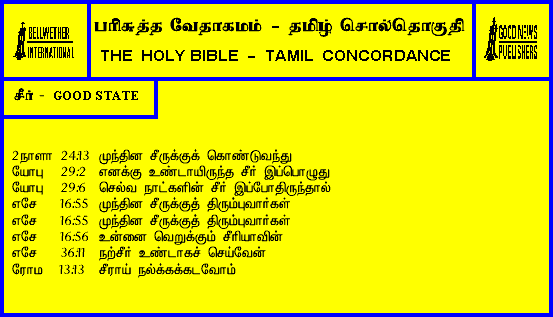 BELLWETHER
INTERNATIONAL
பரிசுத்த வேதாகமம் - தமிழ் சொல்தொகுதி
THE HOLY BIBLE - TAMIL CONCORDANCE
GOOD NEWS
PUBLISHERS
சீர் - GOOD STATE
2நாளா 24:13 முந்தின சீருக்குக் கொண்டுவந்து
யோபு 29:2 எனக்கு உண்டாயிருந்த சீர் இப்பொழுது
யோபு 29:6 செல்வ நாட்களின் சீர் இப்போதிருந்தால்
எசே 16:55 முந்தின சீருக்குத் திரும்புவார்கள்
எசே 16:55 முந்தின சீருக்குத் திரும்புவார்கள்
எசே 16:56 உன்னை வெறுக்கும் சீரியாவின்
எசே 36:11 நற்சீர் உண்டாகச் செய்வேன்
ரோம 13:13 சீராய் நல்க்கக்கடவோம்